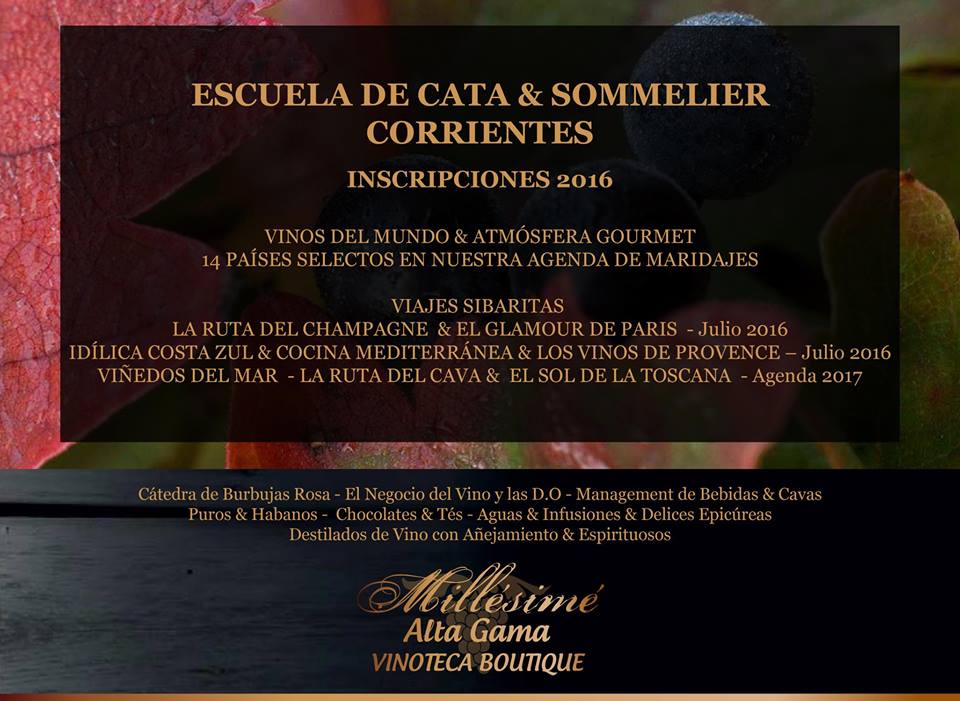 ESCUELA DE CATA & SOMMELIER
CORRIENTES
INSCRIPCIONES 2016
VINOS DEL MUNDO & ATMÓSFERA GOURMET
14 PAÍSES SELECTOS EN NUESTRA AGENDA DE MARIDAJES
VIAJES SIBARITAS
LA RUTA DEL CHAMPAGNE & EL GLAMOUR DE PARIS - Julio 2016
IDÍLICA COSTA ZUL & COCINA MEDITERRÁNEA & LOS VINOS DE PROVENCE – Julio 2016
VIÑEDOS DEL MAR - LA RUTA DEL CAVA & EL SOL DE LA TOSCANA - Agenda 2017
Cátedra de Burbujas Rosa - El Negocio del Vino y las D.O - Management de Bebidas & Cavas
Puros & Habanos - Chocolates & Tés - Aguas & Infusiones & Delices Epicúreas
Destilados de Vino con Añejamiento & Espirituosos
Millésimé
Alta Gama
VINOTECA BOUTIQUE